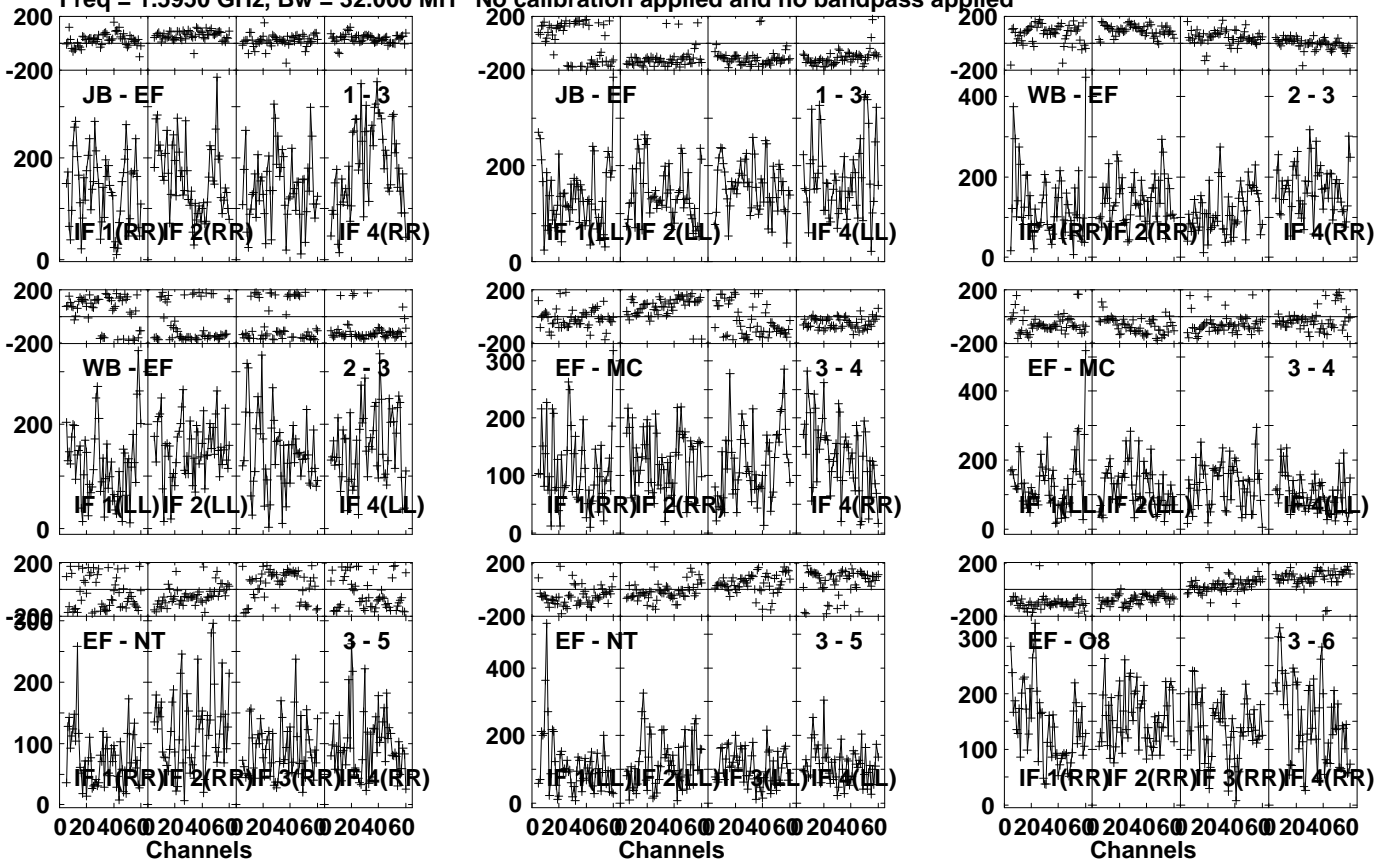 Freq = 1.5950 GHz, Bw = 32.000 MH No calibration applied and no bandpass applied
200
-200
JB - EF 1 - 3
200
IF 1(RR) IF 2(RR) IF 4(RR)
0
200
-200
JB - EF 1 - 3
200
IF 1(LL) IF 2(LL) IF 4(LL)
0
200
-200
400
WB - EF 2 - 3
200
IF 1(RR) IF 2(RR) IF 4(RR)
0
200
-200
WB - EF 2 - 3
200
IF 1(LL) IF 2(LL) IF 4(LL)
0
200
-200
300
EF - MC 3 - 4
200
100
IF 1(RR) IF 2(RR) IF 4(RR)
0
200
-200
EF - MC 3 - 4
400
200
IF 1(LL) IF 2(LL) IF 4(LL)
0
200
-200
300
EF - NT 3 - 5
200
100
IF 1(RR) IF 2(RR) IF 3(RR) IF 4(RR)
0
0 20 40 60 0 20 40 60 0 20 40 60 0 20 40 60
Channels
200
-200
EF - NT 3 - 5
400
200
IF 1(LL) IF 2(LL) IF 3(LL) IF 4(LL)
0
0 20 40 60 0 20 40 60 0 20 40 60 0 20 40 60
Channels
200
-200
300
EF - O8 3 - 6
200
100
IF 1(RR) IF 2(RR) IF 3(RR) IF 4(RR)
0
0 20 40 60 0 20 40 60 0 20 40 60 0 20 40 60
Channels